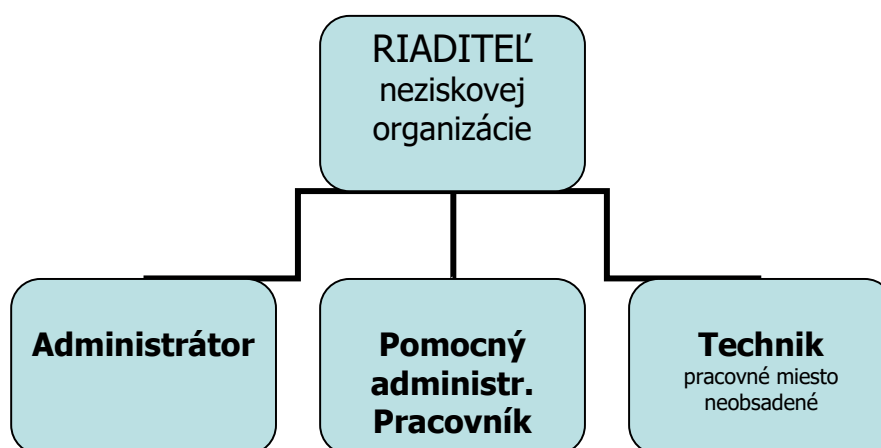 RIADITEĽ
neziskovej
organizácie
Administrátor
Pomocný
administr.
Pracovník
Technik
pracovné miesto
neobsadené